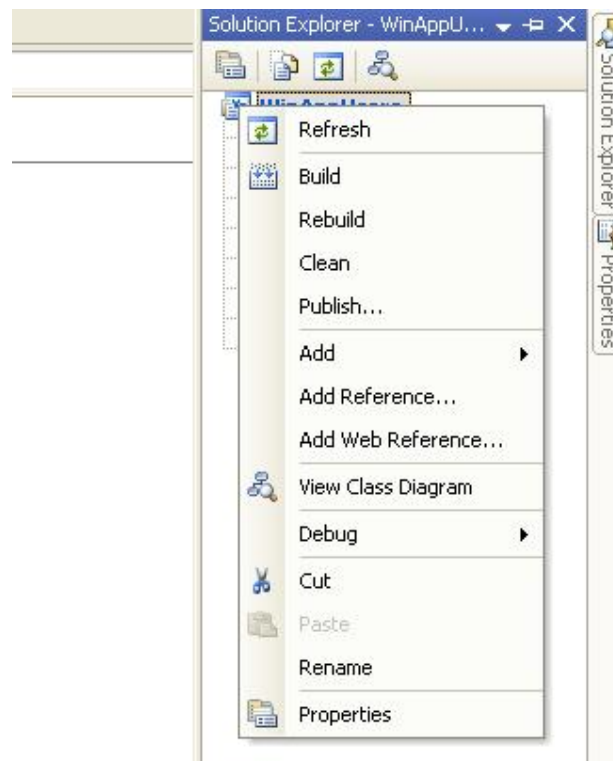 Solution Explorer - WinAppU...
Refresh
Build
Rebuild
Clean
Publish...
Add
Add Reference...
Add Web Reference...
View Class Diagram
Debug
Cut
Paste
Rename
Properties
Solution Explorer
Properties